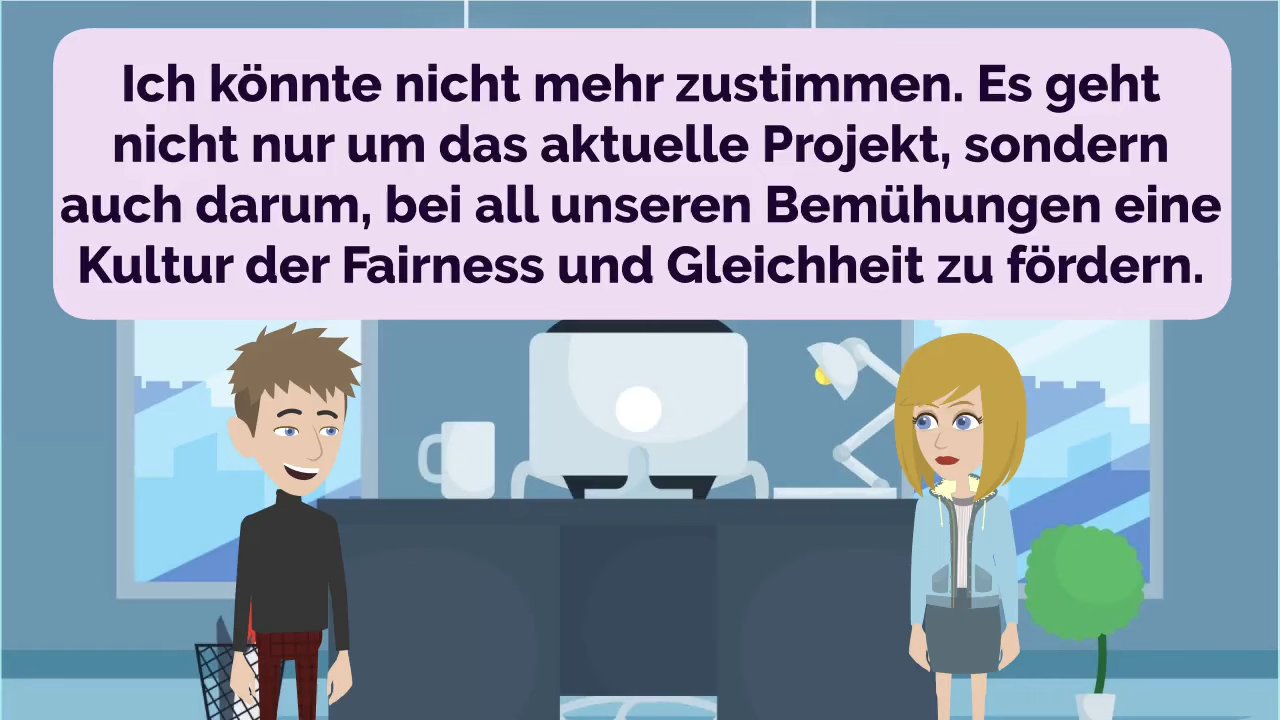 Ich könnte nicht mehr zustimmen. Es geht
nicht nur um das aktuelle Projekt, sondern
auch darum, bei all unseren Bemühungen eine
Kultur der Fairness und Gleichheit zu fördern.